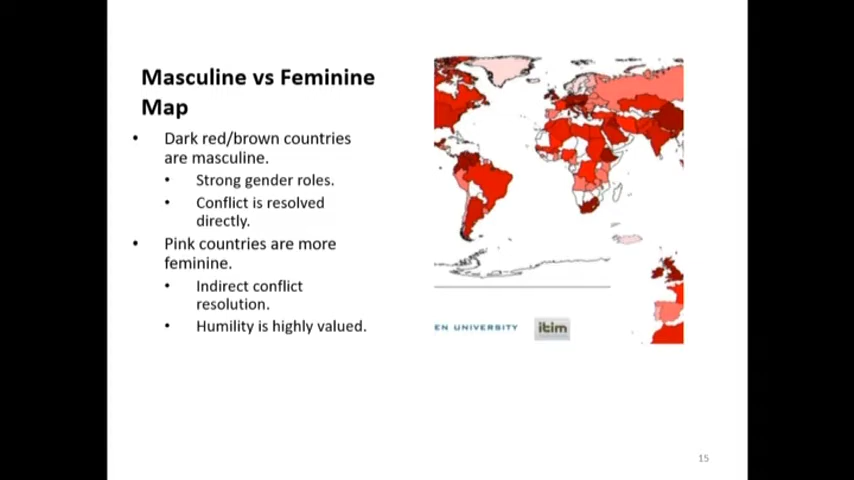 Masculine vs Feminine
Map
• Dark red/brown countries
are masculine.
• Strong gender roles.
• Conflict is resolved
directly.
• Pink countries are more
feminine.
• Indirect conflict
resolution.
• Humility is highly valued.
EN UNIVERSITY
itim
15